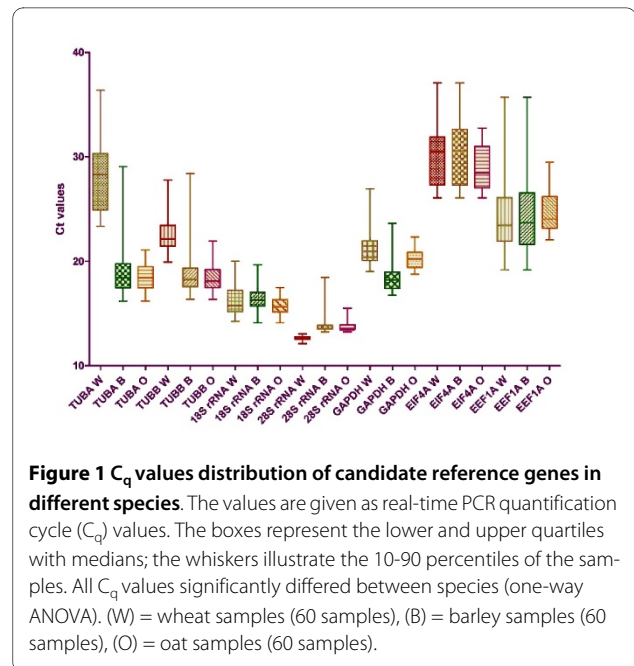 40
30
20
10
Ct values
TUBA W
TUBA B
TUBA O
TUBB W
TUBB B
TUBB O
18S rRNA W
18S rRNA B
18S rRNA O
28S rRNA W
28S rRNA B
28S rRNA O
GAPDH W
GAPDH B
GAPDH O
EIF4A W
EIF4A B
EIF4A O
EEF1A W
EEF1A B
EEF1A O
Figure 1 Cq values distribution of candidate reference genes in
different species. The values are given as real-time PCR quantification
cycle (Cq) values. The boxes represent the lower and upper quartiles
with medians; the whiskers illustrate the 10-90 percentiles of the sam-
ples. All Cq values significantly differed between species (one-way
ANOVA). (W) = wheat samples (60 samples), (B) = barley samples (60
samples), (O) = oat samples (60 samples).